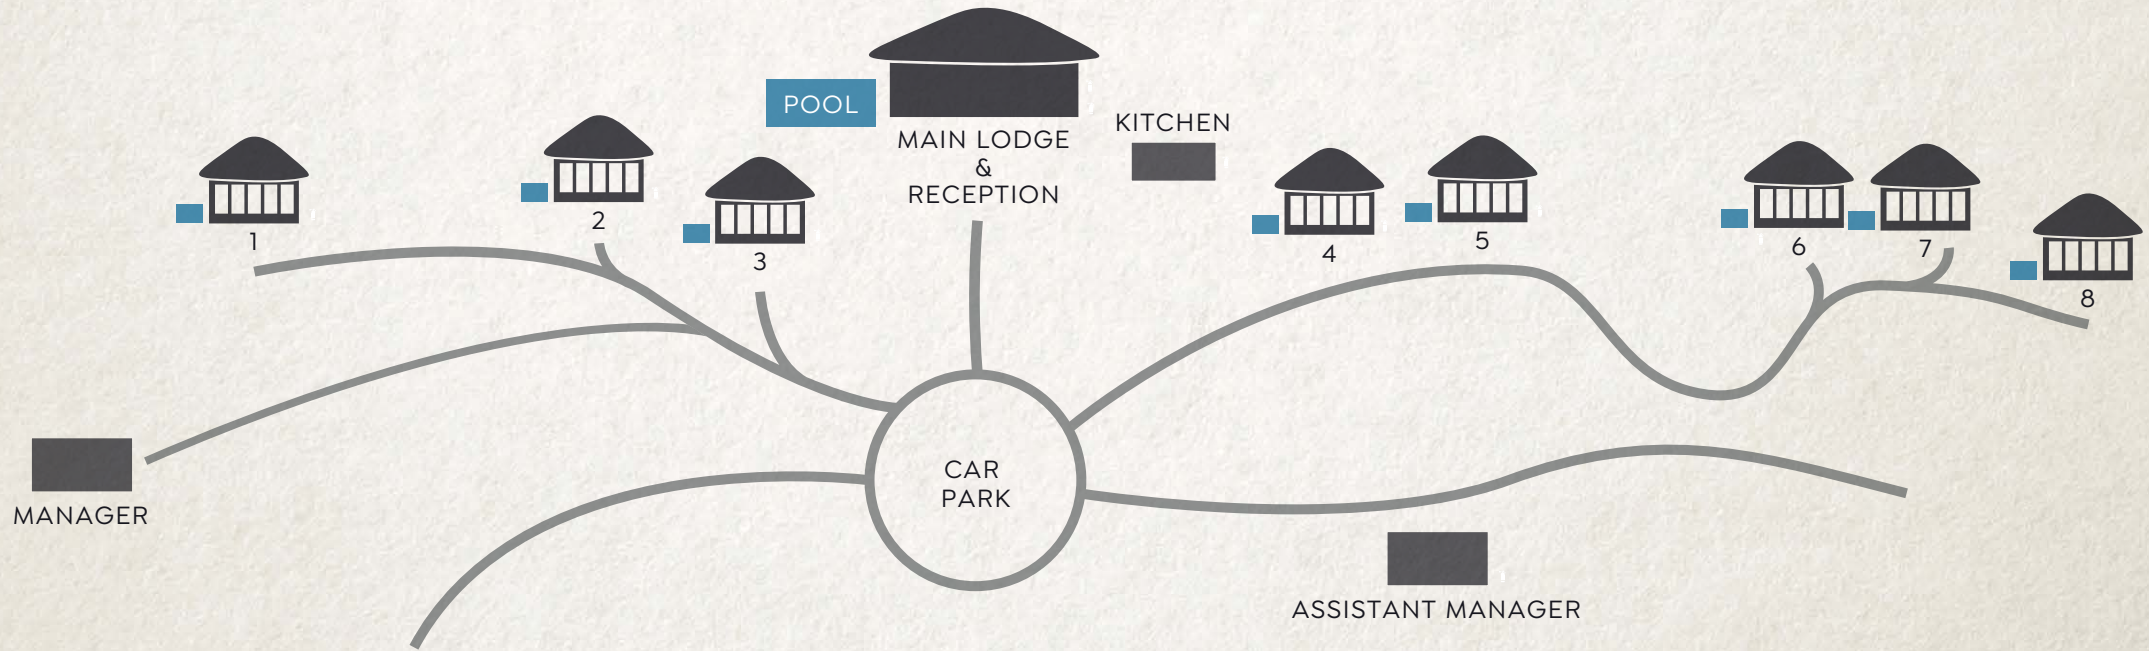 POOL
MAIN LODGE
&
RECEPTION
KITCHEN
1
2
3
4
5
6
7
8
CAR
PARK
MANAGER
ASSISTANT MANAGER